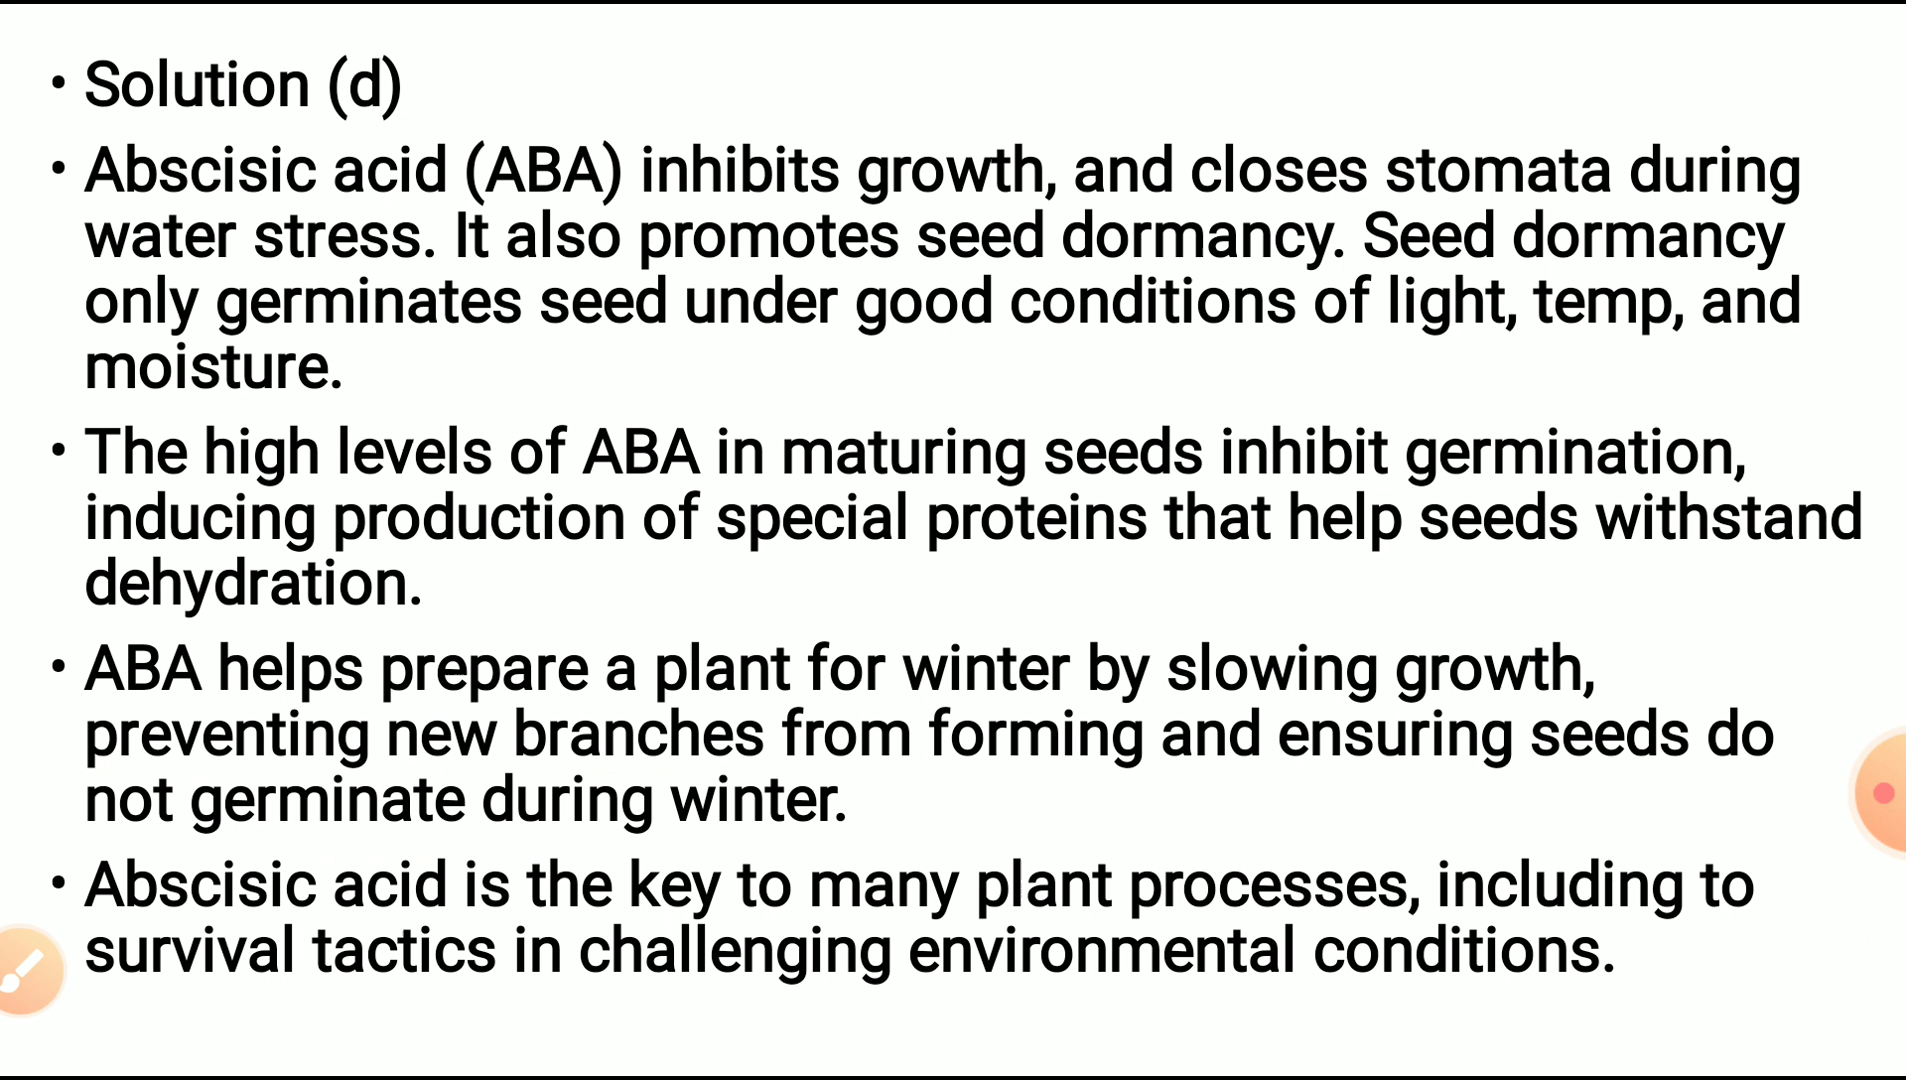 • Solution (d)
• Abscisic acid (ABA) inhibits growth, and closes stomata during
water stress. It also promotes seed dormancy. Seed dormancy
only germinates seed under good conditions of light, temp, and
moisture.
• The high levels of ABA in maturing seeds inhibit germination,
inducing production of special proteins that help seeds withstand
dehydration.
• ABA helps prepare a plant for winter by slowing growth,
preventing new branches from forming and ensuring seeds do
not germinate during winter.
• Abscisic acid is the key to many plant processes, including to
survival tactics in challenging environmental conditions.